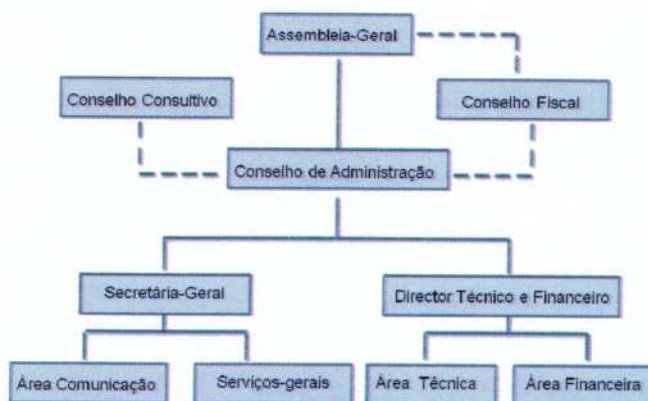 Assembleia-Geral
Conselho Consultivo
Conselho Fiscal
Conselho de Administração
Secretária-Geral
Director Técnico e Financeiro
Área Comunicação
Serviços-gerais
Área Técnica
Área Financeira